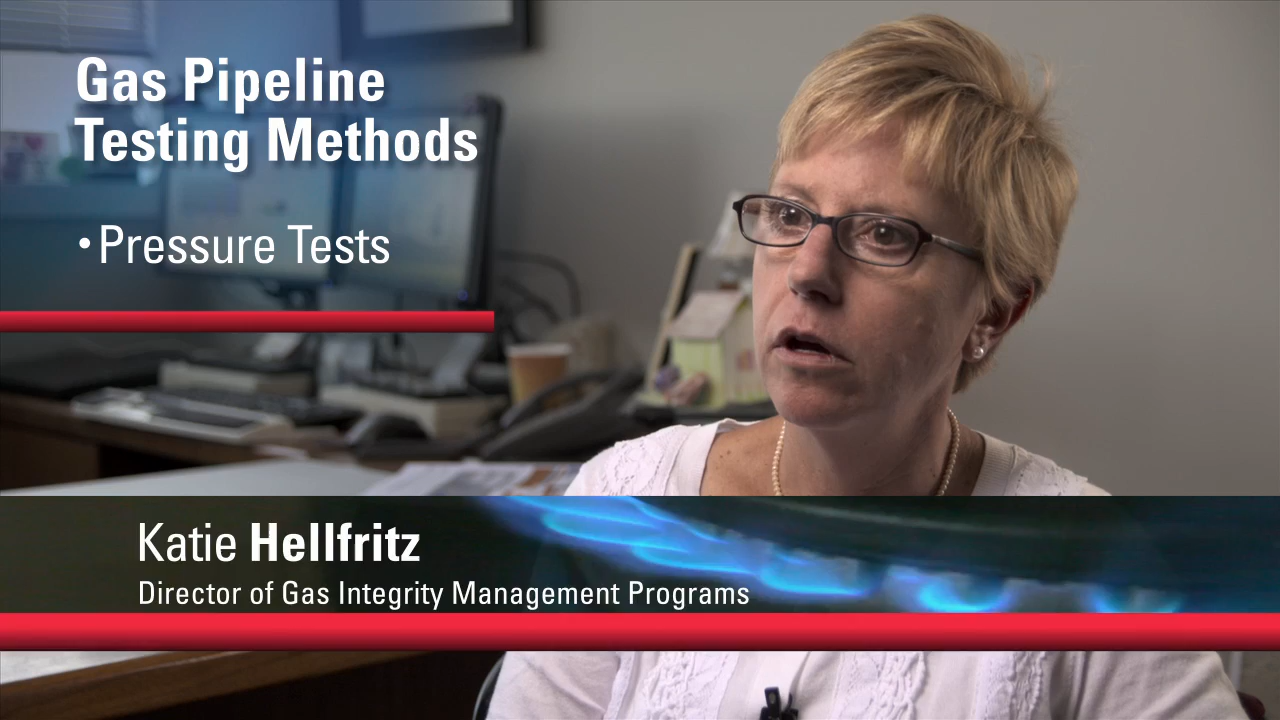 Gas Pipeline
Testing Methods
•Pressure Tests
Katie Hellfritz
Director of Gas Integrity Management Programs